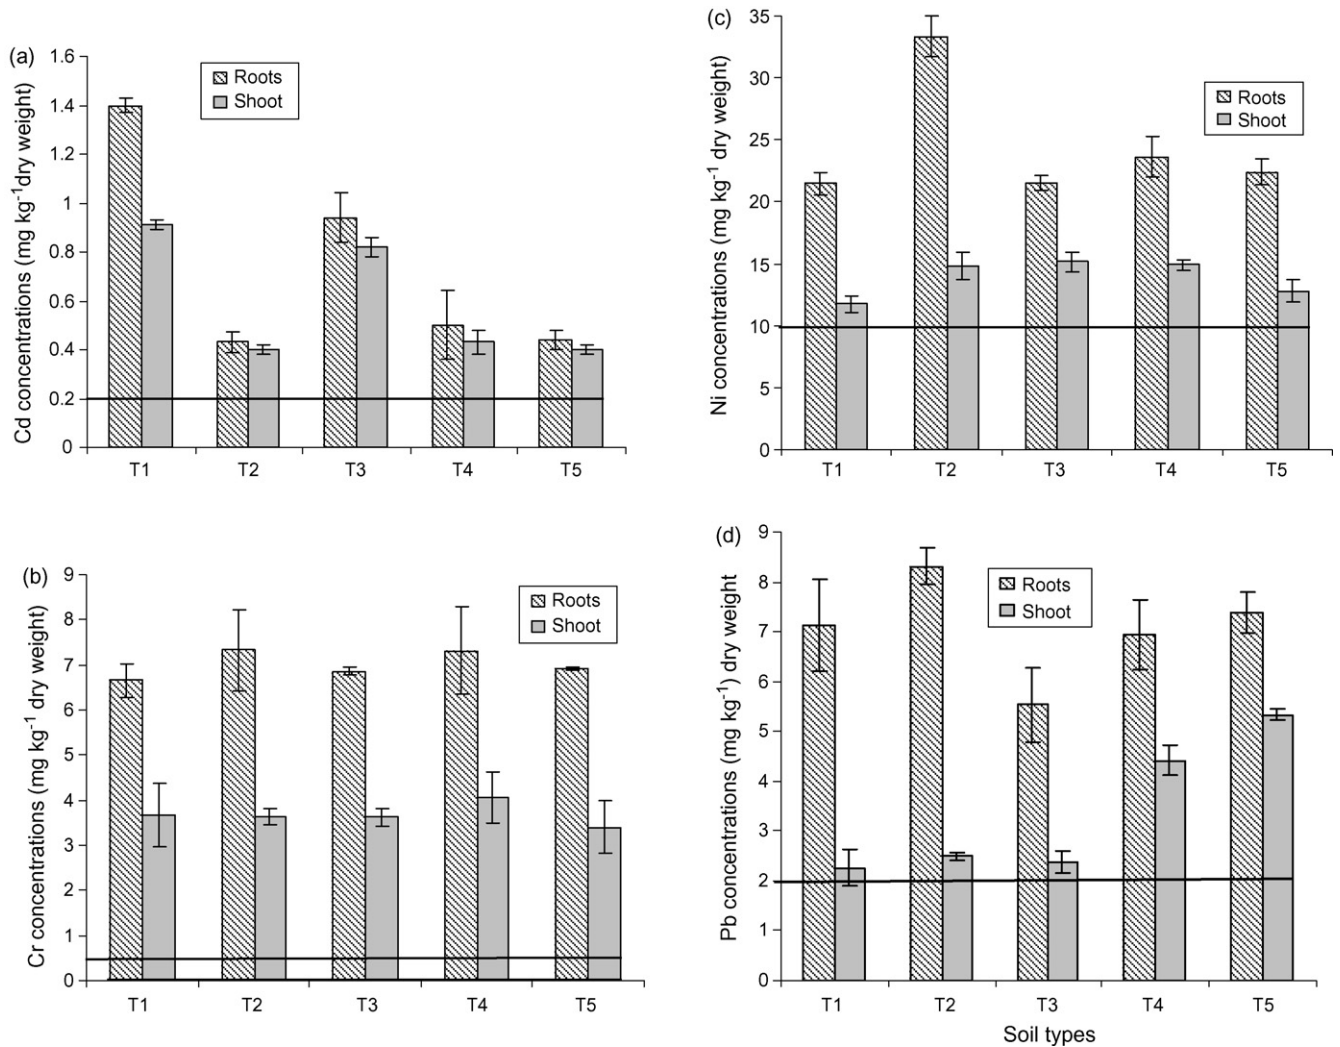 (a)
Cd concentrations (mg kg⁻¹dry weight)
1.6
1.4
1.2
1
0.8
0.6
0.4
0.2
0
Roots
Shoot
T1 T2 T3 T4 T5
(b)
Cr concentrations (mg kg⁻¹ dry weight)
9
8
7
6
5
4
3
2
1
0
Roots
Shoot
T1 T2 T3 T4 T5
(c)
Ni concentrations (mg kg⁻¹ dry weight)
35
30
25
20
15
10
5
0
Roots
Shoot
T1 T2 T3 T4 T5
(d)
Pb concentrations (mg kg⁻¹) dry weight
9
8
7
6
5
4
3
2
1
0
Roots
Shoot
T1 T2 T3 T4 T5
Soil types